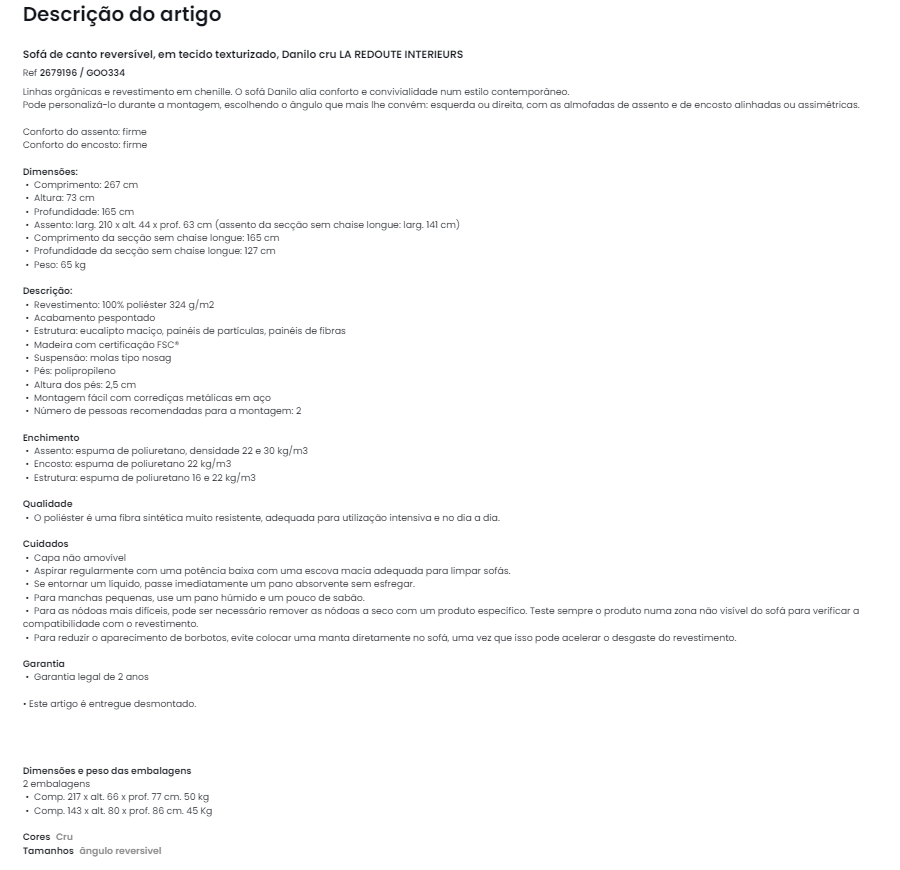 Descrição do artigo
Sofá de canto reversível, em tecido texturizado, Danilo cru LA REDOUTE INTERIEURS
Ref 2679196 / GOO334
Linhas orgânicas e revestimento em chenille. O sofá Danilo alia conforto e convivialidade num estilo contemporâneo.
Pode personalizá-lo durante a montagem, escolhendo o ângulo que mais lhe convém: esquerda ou direita, com as almofadas de assento e de encosto alinhadas ou assimétricas.
Conforto do assento: firme
Conforto do encosto: firme
Dimensões:
• Comprimento: 267 cm
• Altura: 73 cm
• Profundidade: 165 cm
• Assento: larg. 210 x alt. 44 x prof. 63 cm (assento da secção sem chaise longue: larg. 141 cm)
• Comprimento da secção sem chaise longue: 165 cm
• Profundidade da secção sem chaise longue: 127 cm
• Peso: 65 kg
Descrição:
• Revestimento: 100% poliéster 324 g/m2
• Acabamento pespontado
• Estrutura: eucalipto maciço, painéis de partículas, painéis de fibras
• Madeira com certificação FSC®
• Suspensão: molas tipo nosag
• Pés: polipropileno
• Altura dos pés: 2,5 cm
• Montagem fácil com corrediças metálicas em aço
• Número de pessoas recomendadas para a montagem: 2
Enchimento
• Assento: espuma de poliuretano, densidade 22 e 30 kg/m3
• Encosto: espuma de poliuretano 22 kg/m3
• Estrutura: espuma de poliuretano 16 e 22 kg/m3
Qualidade
• O poliéster é uma fibra sintética muito resistente, adequada para utilização intensiva e no dia a dia.
Cuidados
• Capa não amovível
• Aspirar regularmente com uma potência baixa com uma escova macia adequada para limpar sofás.
• Se entornar um líquido, passe imediatamente um pano absorvente sem esfregar.
• Para manchas pequenas, use um pano húmido e um pouco de sabão.
• Para as nódoas mais difíceis, pode ser necessário remover as nódoas a seco com um produto específico. Teste sempre o produto numa zona não visível do sofá para verificar a
compatibilidade com o revestimento.
• Para reduzir o aparecimento de borbotos, evite colocar uma manta diretamente no sofá, uma vez que isso pode acelerar o desgaste do revestimento.
Garantia
• Garantia legal de 2 anos
• Este artigo é entregue desmontado.
Dimensões e peso das embalagens
2 embalagens
• Comp. 217 x alt. 66 x prof. 77 cm. 50 kg
• Comp. 143 x alt. 80 x prof. 86 cm. 45 Kg
Cores Cru
Tamanhos ângulo reversível